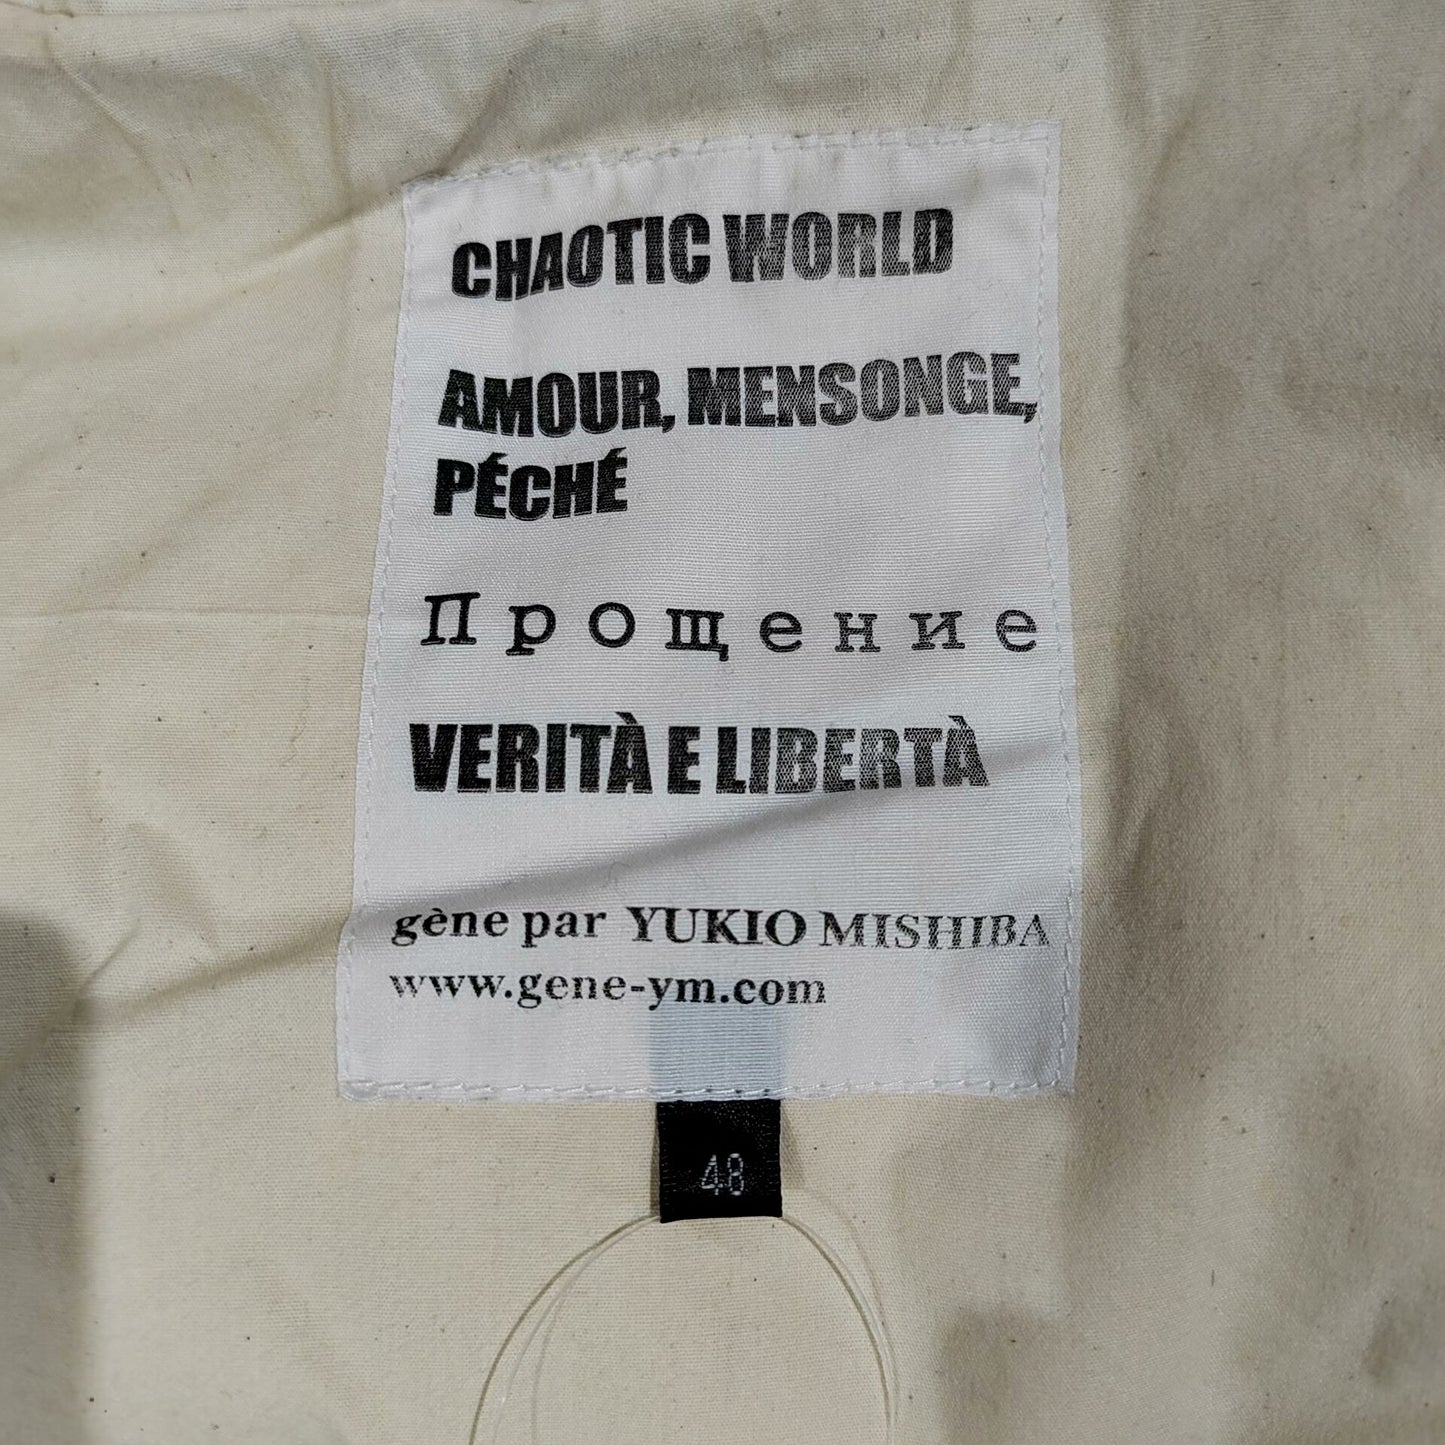 CHAOTIC WORLD
AMOUR, MENSONGE,
PÉCHÉ
Прощение
VERITÀ E LIBERTÀ
gène par YUKIO MISHIBA
www.gene-ym.com
48